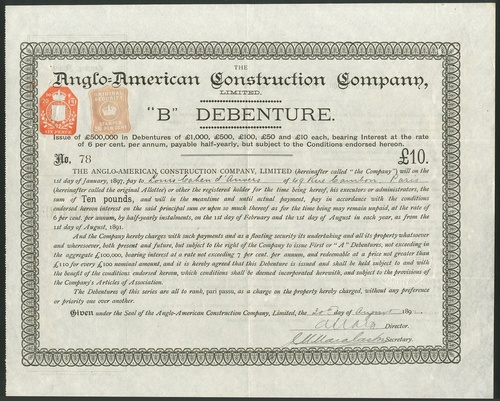 THE
Anglo-American Construction Company,
LIMITED.
"B" DEBENTURE.
Issue of £500,000 in Debentures of £1,000, £500, £100, £50 and £10 each, bearing Interest at the rate
of 6 per cent. per annum, payable half-yearly, but subject to the Conditions endorsed hereon.
No. 78 £10.
THE ANGLO-AMERICAN CONSTRUCTION COMPANY, LIMITED (hereinafter called "the Company") will on the
1st day of January, 1897, pay to Louis Cahen d'Anvers of Rue Paris
(hereinafter called the original Allottee) or other the registered holder for the time being hereof, his executors, administrators, the
sum of Ten pounds, and will in the meantime and until actual payment, pay in accordance with the conditions
endorsed hereon interest on the said principal sum or upon so much thereof as for the time being may remain unpaid, at the rate of
6 per cent. per annum, by half-yearly instalments, on the 1st of February and the 1st of August in each year, as from the
1st day of August, 1891.
And the Company hereby charges with such payments and as a floating security its undertaking and all its property whatsoever
and wheresoever, both present and future, but subject to the right of the Company to issue First or "A" Debentures, not exceeding in
the aggregate £100,000, bearing interest at a rate not exceeding 7 per cent. per annum, and redeemable at a price not greater than
£110 for every £100 nominal amount, and it is hereby agreed that this Debenture is issued and shall be held subject to and with
the benefit of the conditions endorsed hereon, which conditions shall be deemed incorporated herewith, and subject to the provisions of
the Company's Articles of Association.
The Debentures of this series are all to rank, pari passu, as a charge on the property hereby charged, without any preference
or priority one over another.
Given under the Seal of the Anglo-American Construction Company, Limited, the 20th day of August 189
Director.
Secretary.